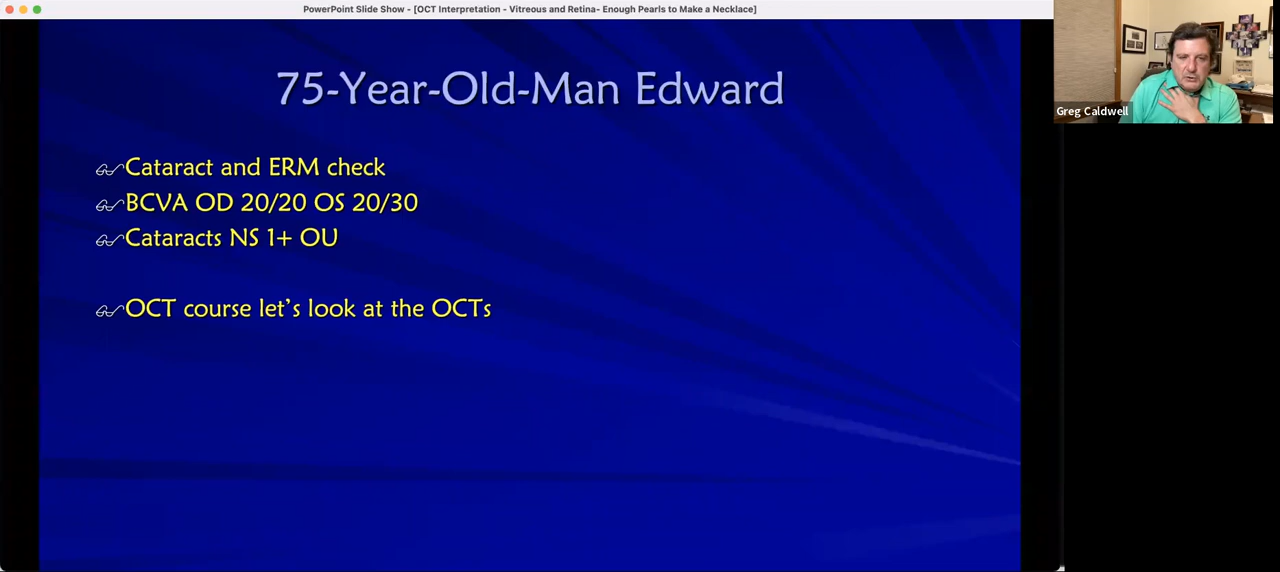 PowerPoint Slide Show - [OCT Interpretation - Vitreous and Retina- Enough Pearls to Make a Necklace]
75-Year-Old-Man Edward
Cataract and ERM check
BCVA OD 20/20 OS 20/30
Cataracts NS 1+ OU
OCT course let's look at the OCTs
Greg Caldwell